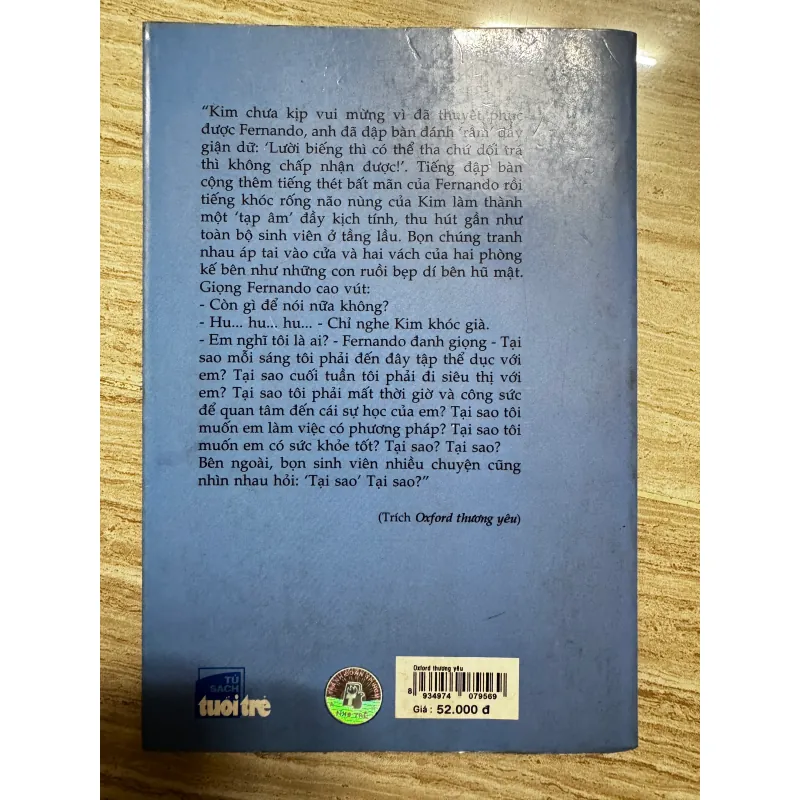 “Kim chưa kịp vui mừng vì đã thuyết phục
được Fernando, anh đã đập bàn đánh ‘rầm’ đầy
giận dữ: ‘Lười biếng thì có thể tha chứ dối trá
thì không chấp nhận được!’. Tiếng đập bàn
cộng thêm tiếng thét bất mãn của Fernando rồi
tiếng khóc rống não nùng của Kim làm thành
một ‘tạp âm’ đầy kịch tính, thu hút gần như
toàn bộ sinh viên ở tầng lầu. Bọn chúng tranh
nhau áp tai vào cửa và hai vách của hai phòng
kế bên như những con ruồi bẹp dí bên hũ mật.
Giọng Fernando cao vút:
- Còn gì để nói nữa không?
- Hu... hu... hu... - Chỉ nghe Kim khóc già.
- Em nghĩ tôi là ai? - Fernando đanh giọng - Tại
sao mỗi sáng tôi phải đến đây tập thể dục với
em? Tại sao cuối tuần tôi phải đi siêu thị với
em? Tại sao tôi phải mất thời giờ và công sức
để quan tâm đến cái sự học của em? Tại sao tôi
muốn em làm việc có phương pháp? Tại sao tôi
muốn em có sức khỏe tốt? Tại sao? Tại sao?
Bên ngoài, bọn sinh viên nhiều chuyện cũng
nhìn nhau hỏi: ‘Tại sao’ Tại sao?”
(Trích Oxford thương yêu)
TỦ
SÁCH
tuổi trẻ
NXB TRẺ
Oxford thương yêu
8 934974 079569
Giá : 52.000 đ